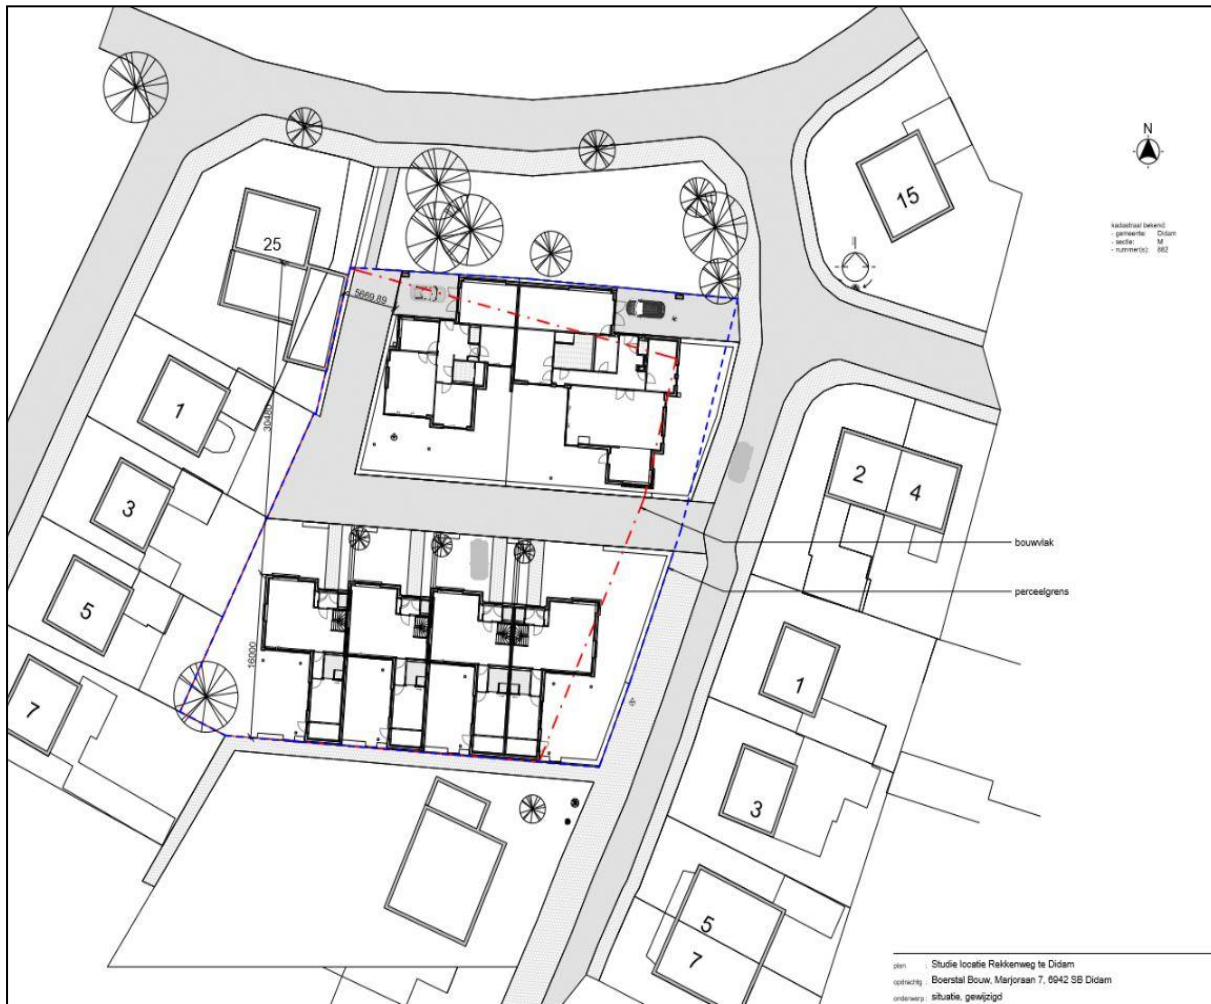 N
15
kadastraal bekend:
- gemeente: Didam
- sectie: M
- nummer(s): 882
25
5669,89
1
30480
2
4
3
bouwvlak
5
perceelgrens
16000
1
7
3
5
7
plan : Studie locatie Rekkenweg te Didam
opdrachtg : Boerstal Bouw, Marjoraan 7, 6942 SB Didam
onderwerp : situatie, gewijzigd